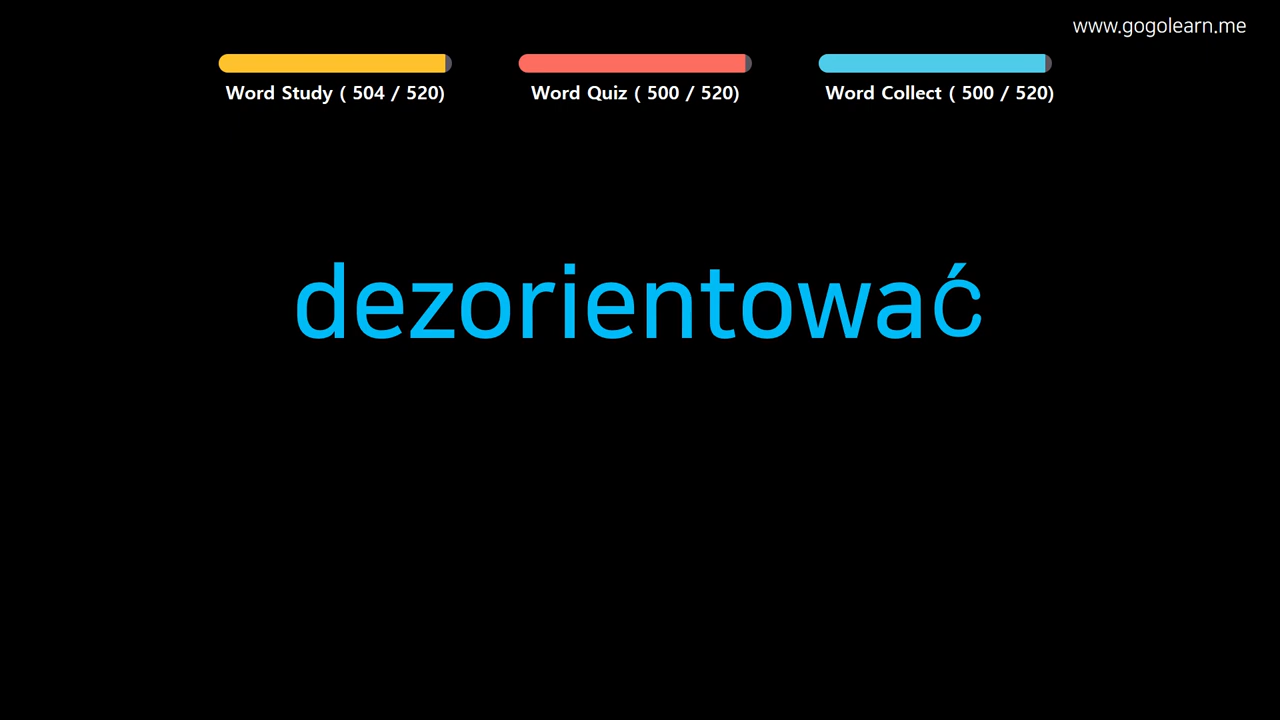 www.gogolearn.me
Word Study ( 504 / 520)
Word Quiz ( 500 / 520)
Word Collect ( 500 / 520)
dezorientować